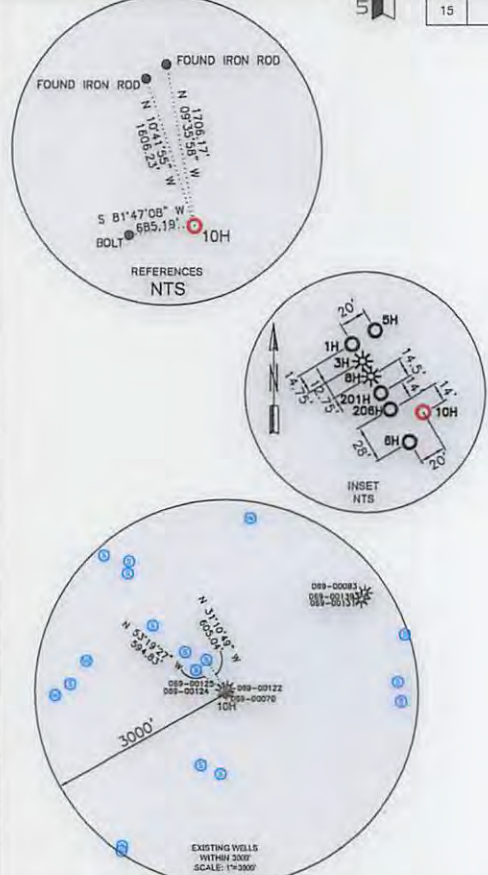 5
15
FOUND IRON ROD
FOUND IRON ROD
N 10°41'55" W
1606.23'
1706.17'
N 09°35'58" W
S 81°47'08" W
685.19'
BOLT
10H
REFERENCES
NTS
20'
5H
1H
3H
8H
14.5'
14'
14'
201H
206H
10H
14.75'
12.75'
N
28'
6H
20'
INSET
NTS
069-00083
069-00139
069-00131
N 31°10'49" W
605.04'
N 53°19'27" W
594.83'
069-00125
069-00124
069-00122
069-00070
10H
3000'
EXISTING WELLS
WITHIN 3000'
SCALE: 1"=3000'